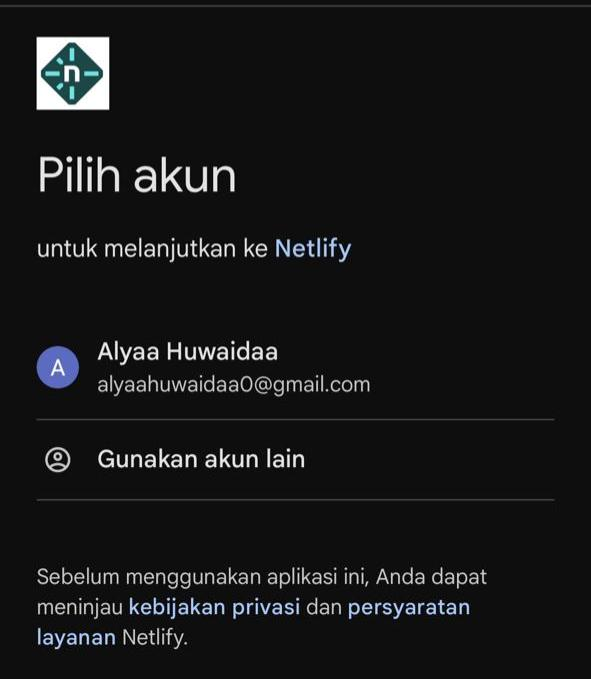 n
Pilih akun
untuk melanjutkan ke Netlify
A
Alyaa Huwaidaa
alyaahuwaidaa0@gmail.com
Gunakan akun lain
Sebelum menggunakan aplikasi ini, Anda dapat
meninjau kebijakan privasi dan persyaratan
layanan Netlify.